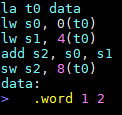 la t0 data
lw s0, 0(t0)
lw s1, 4(t0)
add s2, s0, s1
sw s2, 8(t0)
data:
>   .word 1 2